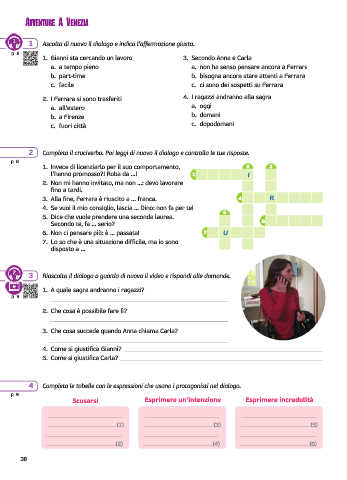 Avventure a Venezia
1 Ascolta di nuovo il dialogo e indica l'affermazione giusta.
p 8
1. Gianni sta cercando un lavoro
a. a tempo pieno
b. part-time
c. facile
2. I Ferrara si sono trasferiti
a. all'estero
b. a Firenze
c. fuori città
3. Secondo Anna e Carla
a. non ha senso pensare ancora a Ferrara
b. bisogna ancora stare attenti a Ferrara
c. ci sono dei sospetti su Ferrara
4. I ragazzi andranno alla sagra
a. oggi
b. domani
c. dopodomani
2 Completa il cruciverba. Poi leggi di nuovo il dialogo e controlla le tue risposte.
p 8
1. Invece di licenziarlo per il suo comportamento,
l'hanno promosso?! Roba da ...!
2. Non mi hanno invitato, ma non ...: devo lavorare
fino a tardi.
3. Alla fine, Ferrara è riuscito a ... franca.
4. Se vuoi il mio consiglio, lascia ... Dino: non fa per te!
5. Dice che vuole prendere una seconda laurea.
Secondo te, fa ... serio?
6. Non ci pensare più: è ... passata!
7. Lo so che è una situazione difficile, ma io sono
disposto a ...
I
R
U
3 Riascolta il dialogo o guarda di nuovo il video e rispondi alle domande.
1. A quale sagra andranno i ragazzi?
2. Che cosa è possibile fare lì?
3. Che cosa succede quando Anna chiama Carla?
4. Come si giustifica Gianni?
5. Come si giustifica Carla?
4 Completa le tabelle con le espressioni che usano i protagonisti nel dialogo.
Scusarsi
Esprimere un'intenzione
Esprimere incredulità
(1) (3) (5)
(2) (4) (6)
38